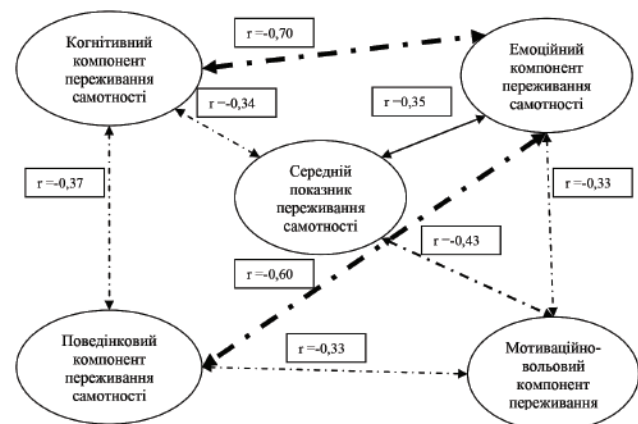 Когнітивний
компонент
переживання
самотності
r =-0,70
Емоційний
компонент
переживання
самотності
r =-0,34
r =0,35
Середній
показник
переживання
самотності
r =-0,37
r =-0,33
r =-0,43
r =-0,60
Поведінковий
компонент
переживання
самотності
r =-0,33
Мотиваційно-
вольовий
компонент
переживання